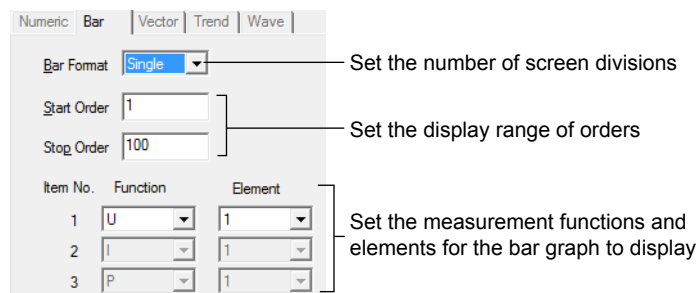 Numeric Bar Vector Trend Wave
Bar Format Single Set the number of screen divisions
Start Order 1
Set the display range of orders
Stop Order 100
Item No. Function Element
1 U 1
Set the measurement functions and
2 I 1
elements for the bar graph to display
3 P 1